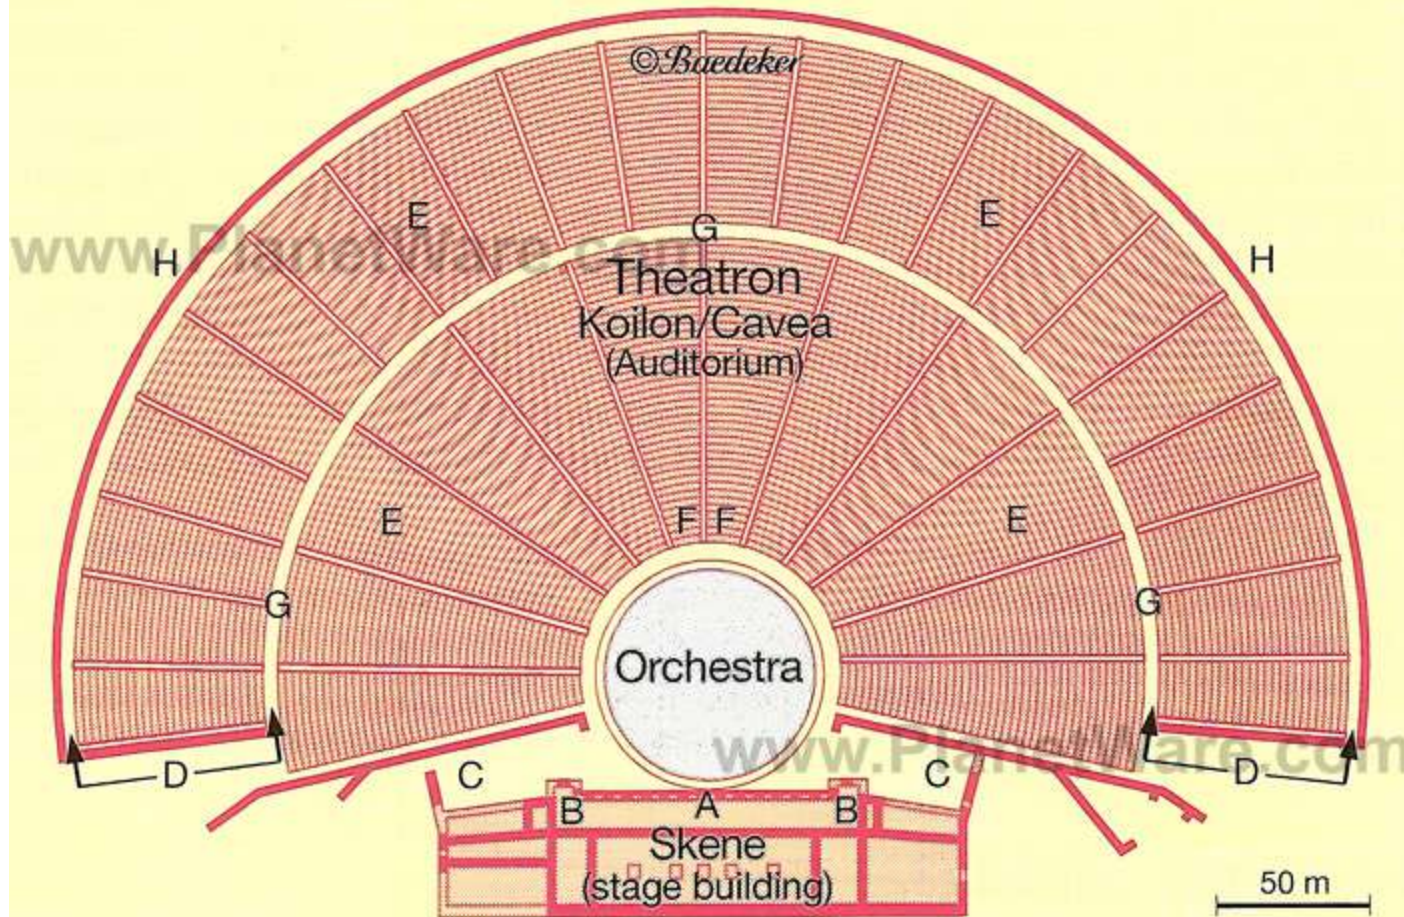 ©Baedeker
E
E
www.PlanetWare.com
G
H
H
Theatron
Koilon/Cavea
(Auditorium)
E
F F
E
G
G
Orchestra
www.PlanetWare.com
D
C
C
D
B
A
B
Skene
(stage building)
50 m